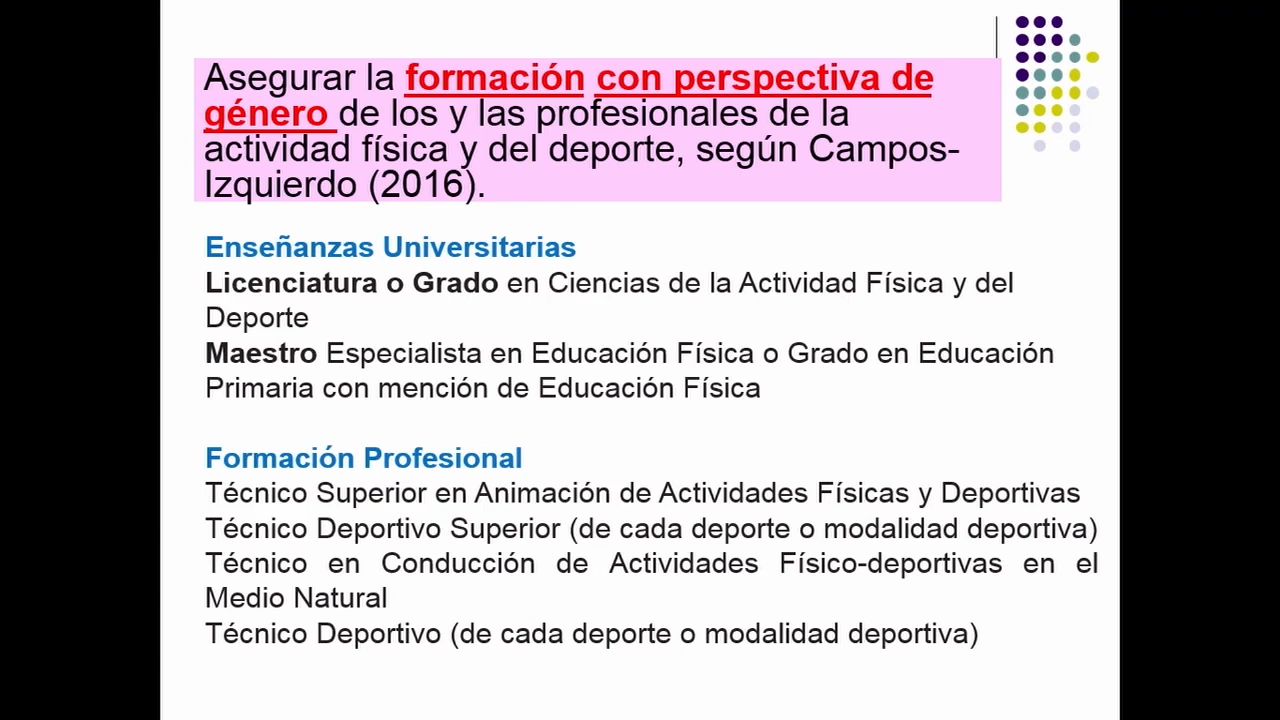 Asegurar la formación con perspectiva de
género de los y las profesionales de la
actividad física y del deporte, según Campos-
Izquierdo (2016).
Enseñanzas Universitarias
Licenciatura o Grado en Ciencias de la Actividad Física y del
Deporte
Maestro Especialista en Educación Física o Grado en Educación
Primaria con mención de Educación Física
Formación Profesional
Técnico Superior en Animación de Actividades Físicas y Deportivas
Técnico Deportivo Superior (de cada deporte o modalidad deportiva)
Técnico en Conducción de Actividades Físico-deportivas en el
Medio Natural
Técnico Deportivo (de cada deporte o modalidad deportiva)